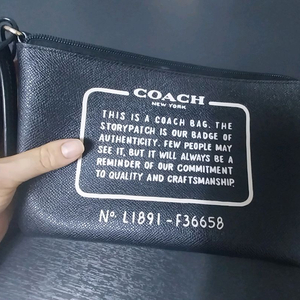 COACH
NEW YORK
THIS IS A COACH BAG. THE
STORYPATCH IS OUR BADGE OF
AUTHENTICITY. FEW PEOPLE MAY
SEE IT, BUT IT WILL ALWAYS BE A
REMINDER OF OUR COMMITMENT
TO QUALITY AND CRAFTSMANSHIP.
No. L1891-F36658